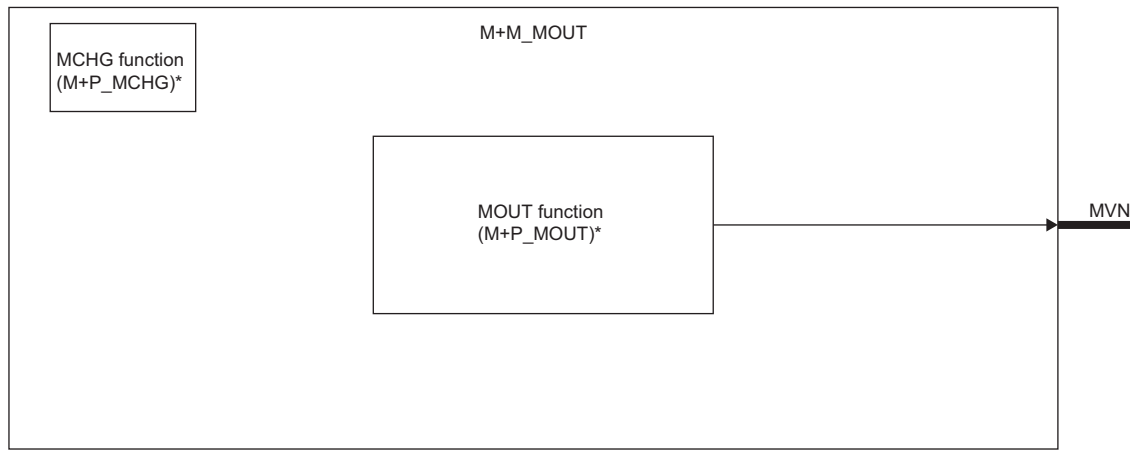 M+M_MOUT
MCHG function
(M+P_MCHG)*
MOUT function
(M+P_MOUT)*
MVN